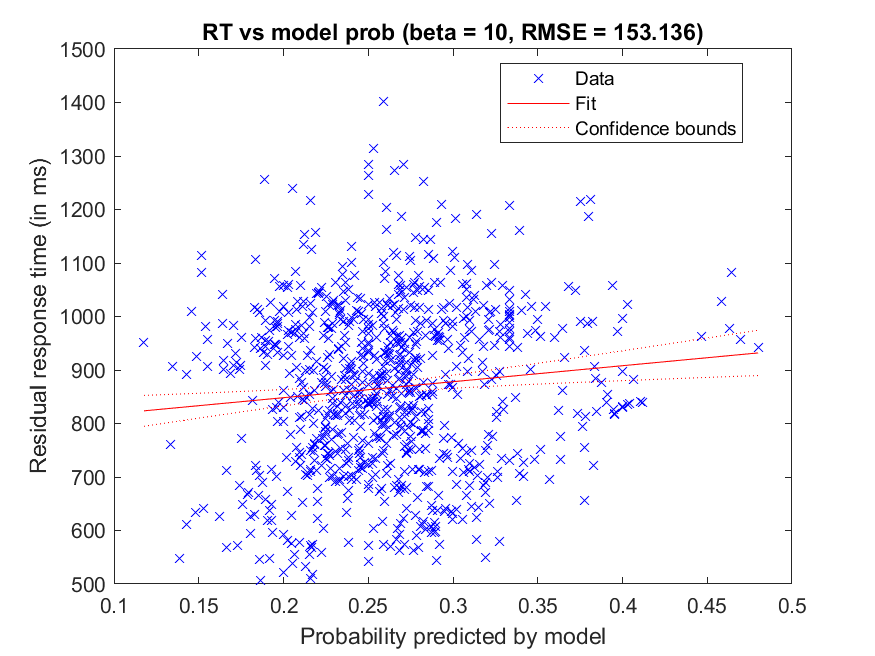 RT vs model prob (beta = 10, RMSE = 153.136)
Data
Fit
Confidence bounds
Residual response time (in ms)
1500
1400
1300
1200
1100
1000
900
800
700
600
500
0.1 0.15 0.2 0.25 0.3 0.35 0.4 0.45 0.5
Probability predicted by model